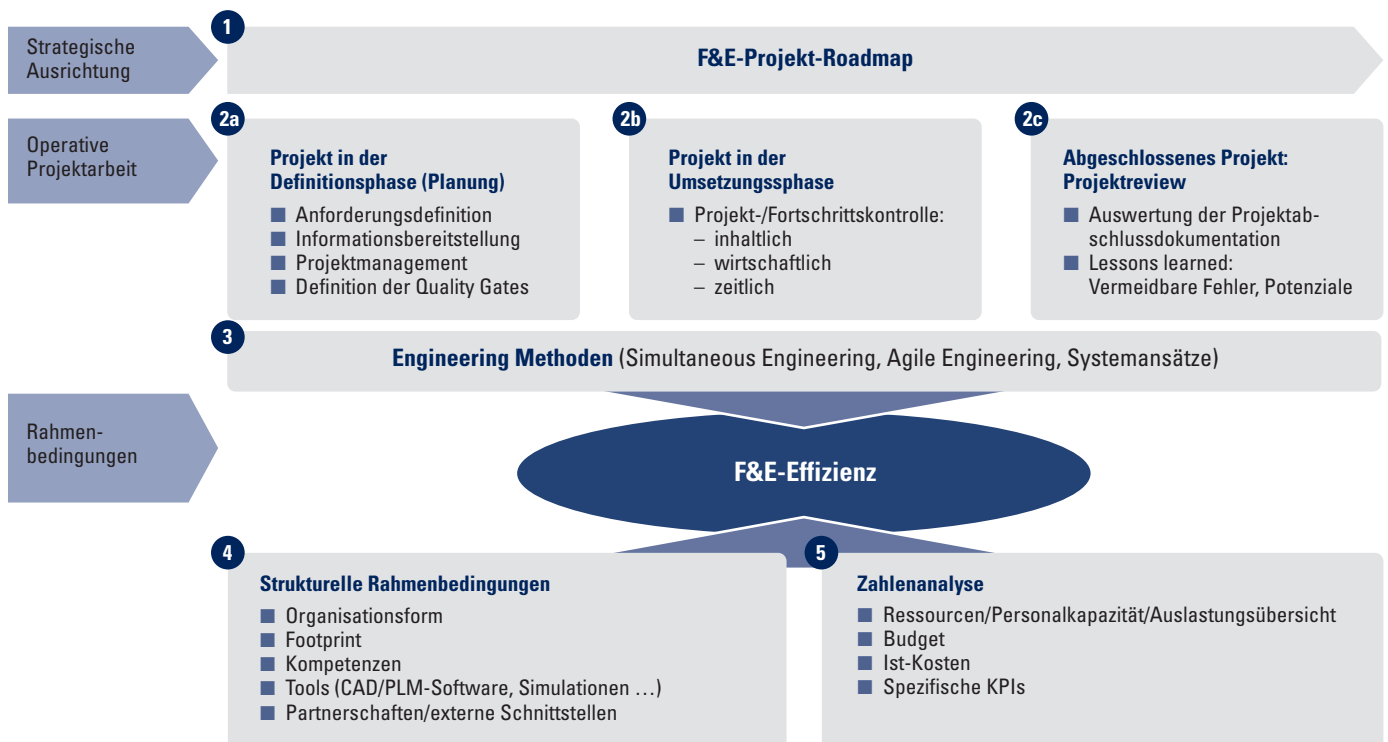 Strategische
Ausrichtung
1
F&E-Projekt-Roadmap
Operative
Projektarbeit
2a
Projekt in der
Definitionsphase (Planung)
■ Anforderungsdefinition
■ Informationsbereitstellung
■ Projektmanagement
■ Definition der Quality Gates
2b
Projekt in der
Umsetzungssphase
■ Projekt-/Fortschrittskontrolle:
– inhaltlich
– wirtschaftlich
– zeitlich
2c
Abgeschlossenes Projekt:
Projektreview
■ Auswertung der Projektab-
schlussdokumentation
■ Lessons learned:
Vermeidbare Fehler, Potenziale
3
Engineering Methoden (Simultaneous Engineering, Agile Engineering, Systemansätze)
Rahmen-
bedingungen
F&E-Effizienz
4
Strukturelle Rahmenbedingungen
■ Organisationsform
■ Footprint
■ Kompetenzen
■ Tools (CAD/PLM-Software, Simulationen …)
■ Partnerschaften/externe Schnittstellen
5
Zahlenanalyse
■ Ressourcen/Personalkapazität/Auslastungsübersicht
■ Budget
■ Ist-Kosten
■ Spezifische KPIs